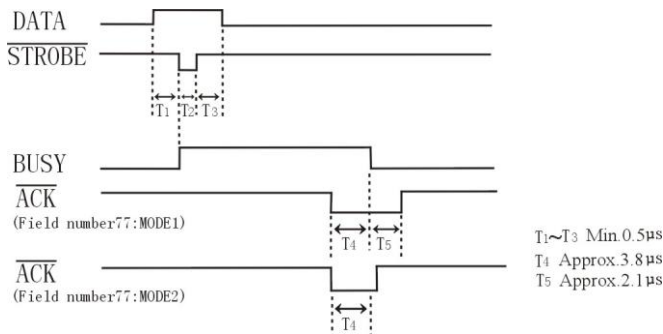 DATA
STROBE
T1 T2 T3
BUSY
ACK
(Field number77:MODE1)
T4 T5
T1~T3 Min.0.5μs
T4 Approx.3.8μs
T5 Approx.2.1μs
ACK
(Field number77:MODE2)
T4